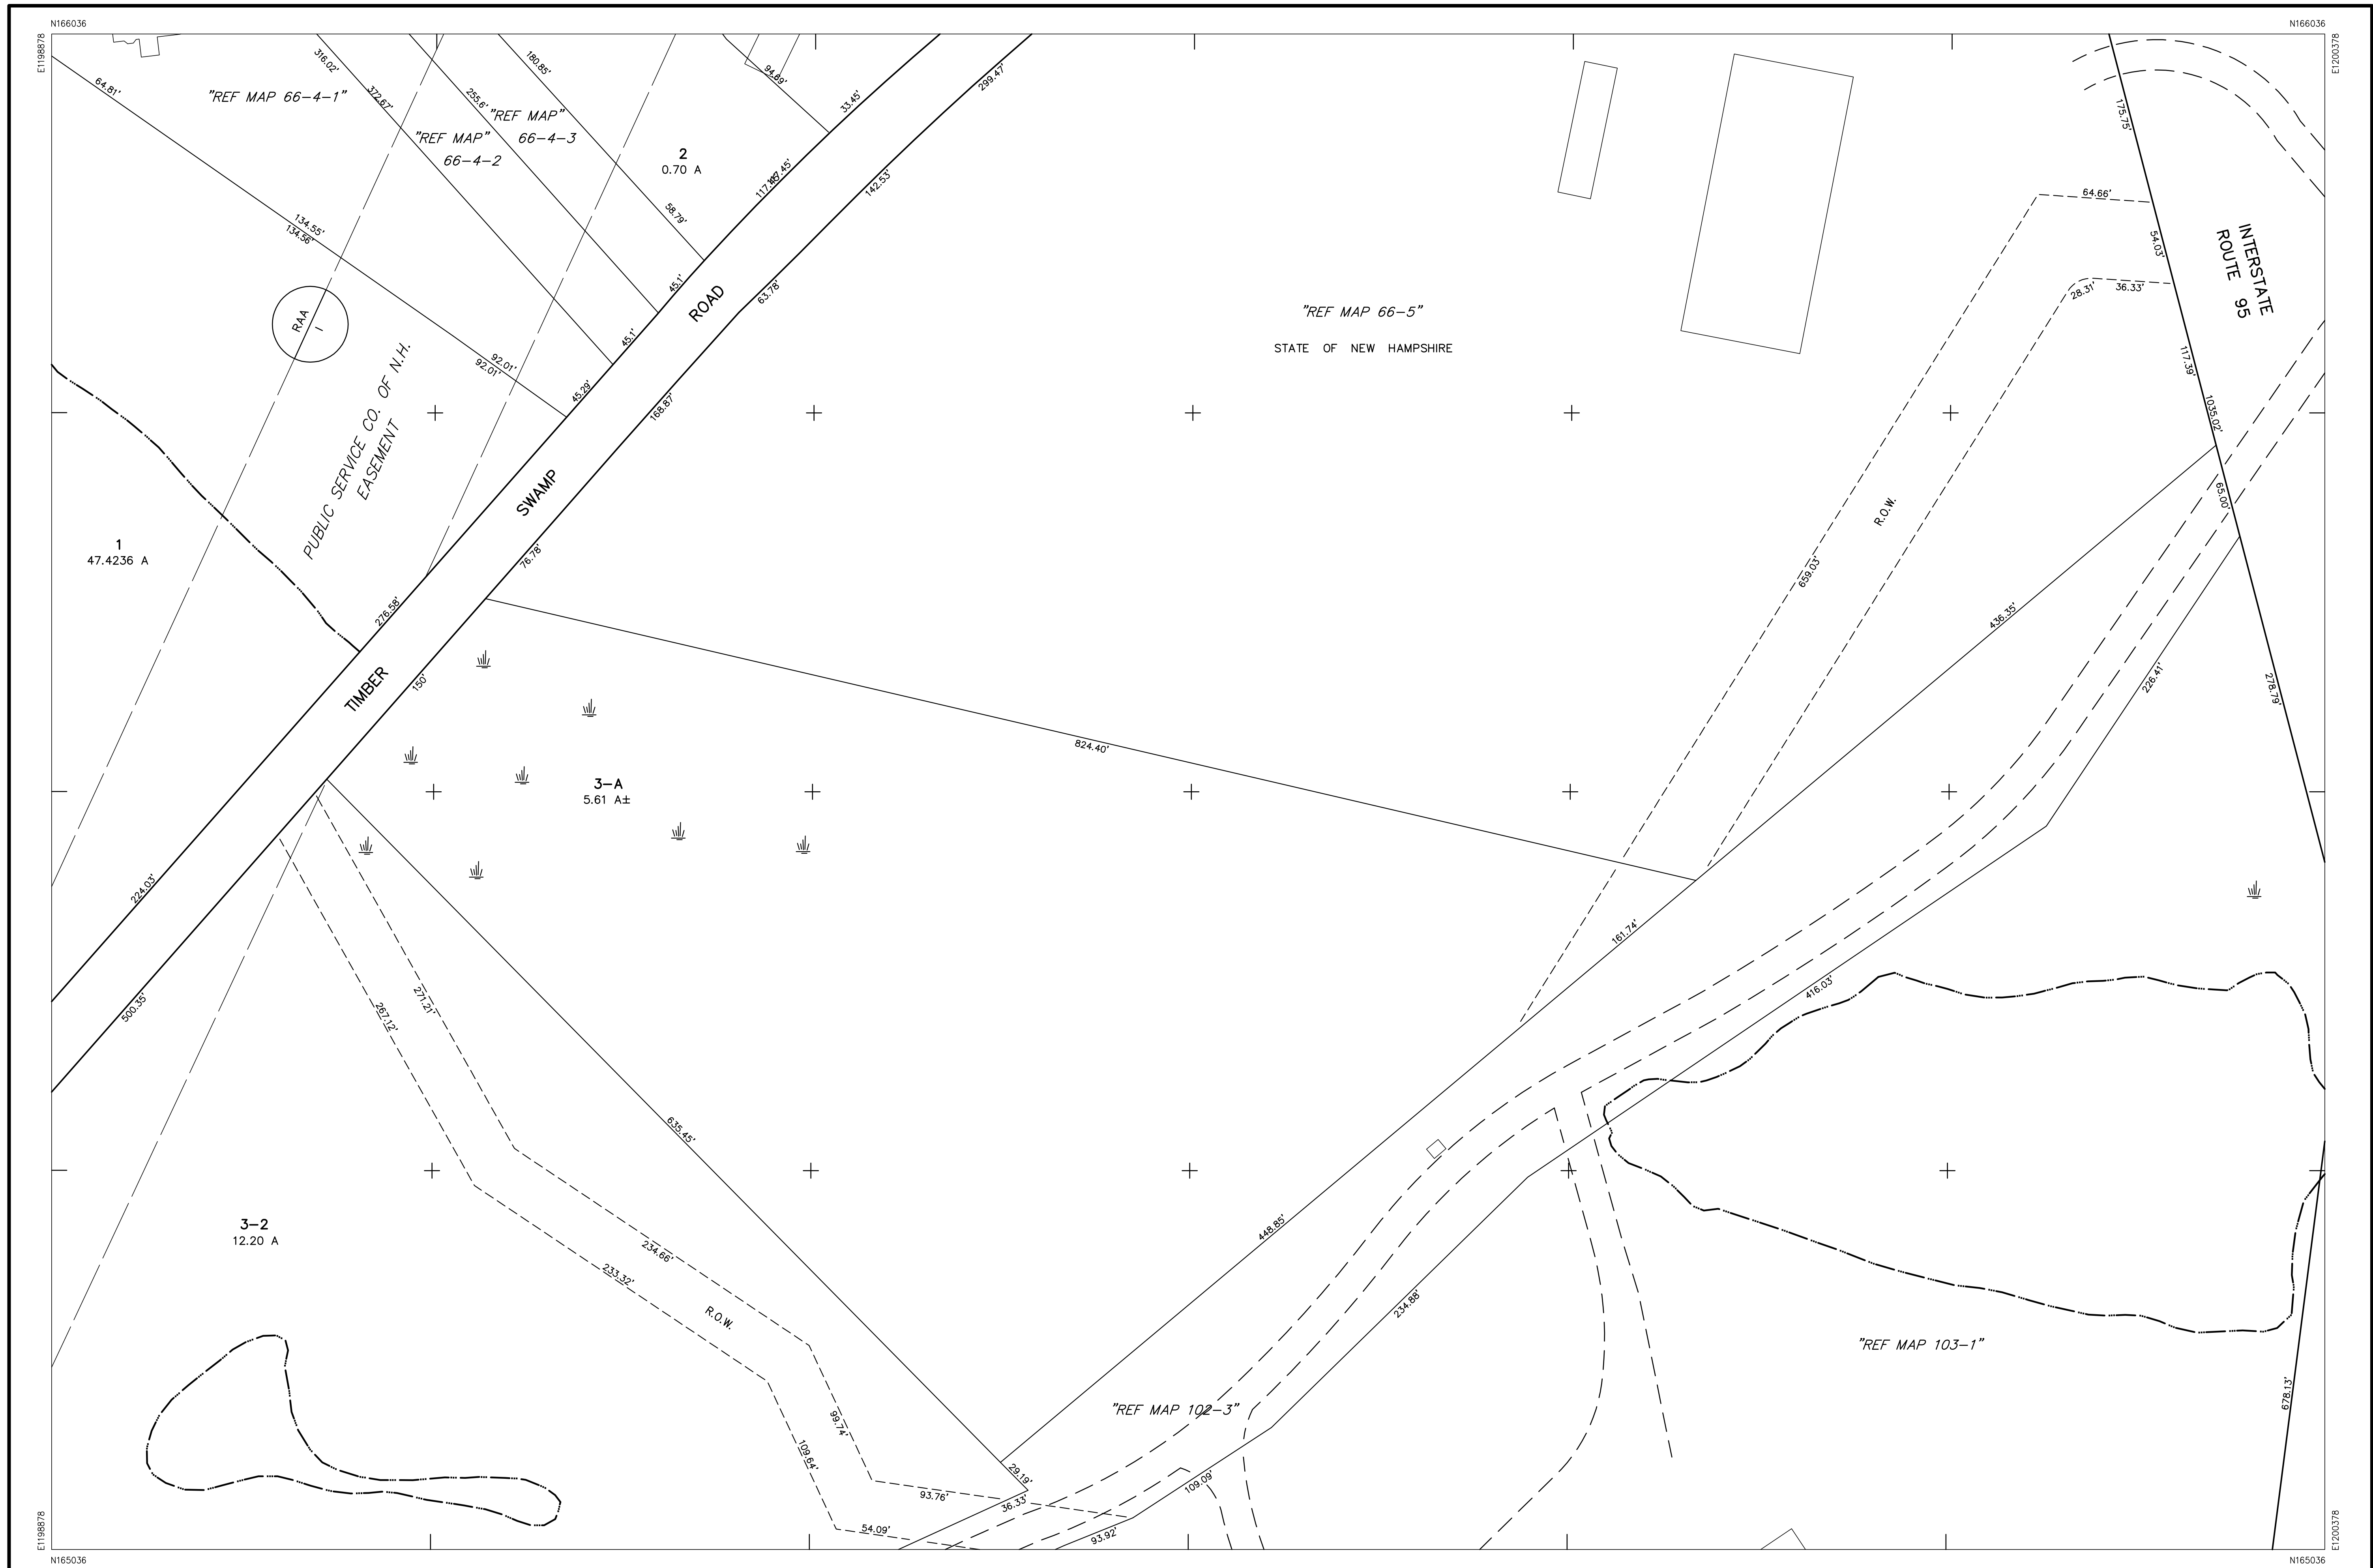 N166036
N166036
E1198878
E1200378
64.81'
"REF MAP 66-4-1"
316.02'
372.67'
"REF MAP"
66-4-2
255.6'
"REF MAP"
66-4-3
180.85'
94.69'
33.45'
299.47'
175.75'
2
0.70 A
58.79'
142.53'
64.66'
54.03'
INTERSTATE
ROUTE 95
134.55'
134.56'
RAA
1
45.1'
63.78'
ROAD
"REF MAP 66-5"
STATE OF NEW HAMPSHIRE
28.31'
36.33'
117.39'
45.1'
92.01'
92.01'
45.29'
168.87'
1035.02'
PUBLIC SERVICE CO. OF N.H.
EASEMENT
SWAMP
R.O.W.
65.00'
1
47.4236 A
76.78'
659.03'
276.58'
436.35'
TIMBER
150'
226.41'
278.79'
824.40'
3-A
5.61 A±
224.03'
161.74'
500.35'
267.12'
271.21'
416.03'
635.45'
3-2
12.20 A
234.66'
233.32'
448.85'
R.O.W.
234.88'
"REF MAP 103-1"
"REF MAP 102-3"
678.13'
99.74'
109.64'
29.19'
93.76'
36.33'
109.09'
54.09'
93.92'
E1198878
E1200378
N165036
N165036